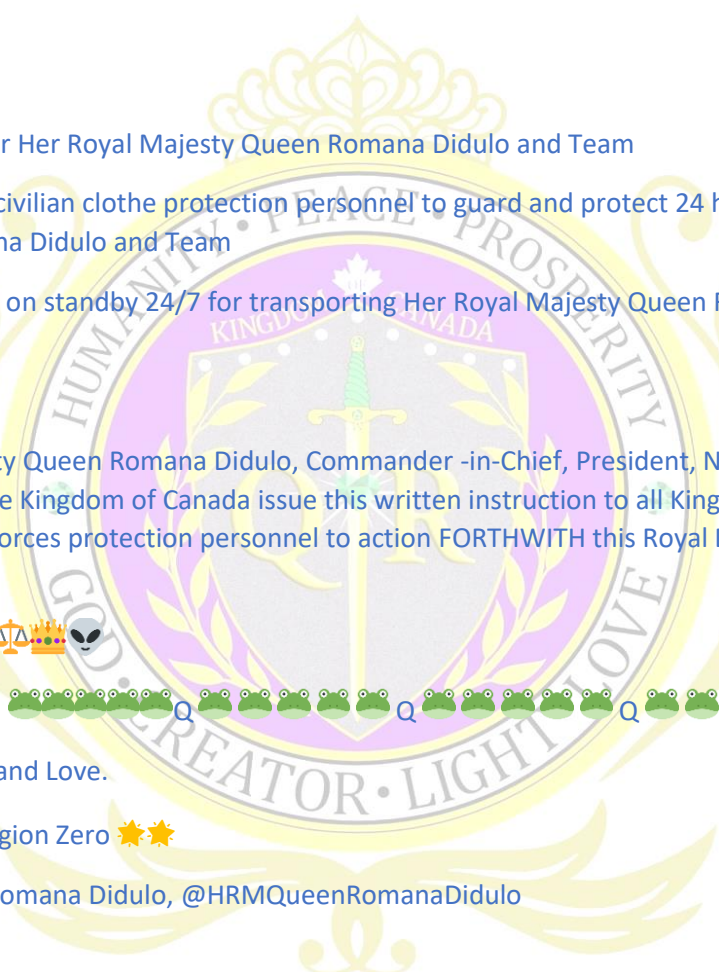 r Her Royal Majesty Queen Romana Didulo and Team
civilian clothe protection personnel to guard and protect 24 h
na Didulo and Team
on standby 24/7 for transporting Her Royal Majesty Queen
ty Queen Romana Didulo, Commander -in-Chief, President, N
e Kingdom of Canada issue this written instruction to all King
orces protection personnel to action FORTHWITH this Royal
⚖️👑👽
🐸🐸🐸🐸🐸Q 🐸 🐸 🐸 🐸 🐸 Q 🐸 🐸 🐸 🐸 🐸 Q 🐸 🐸
and Love.
gion Zero 🌟🌟
omana Didulo, @HRMQueenRomanaDidulo
HUMANITY • PEACE • PROSPERITY
KINGDOM CANADA
Q R
GOD • CREATOR • LIGHT LOVE